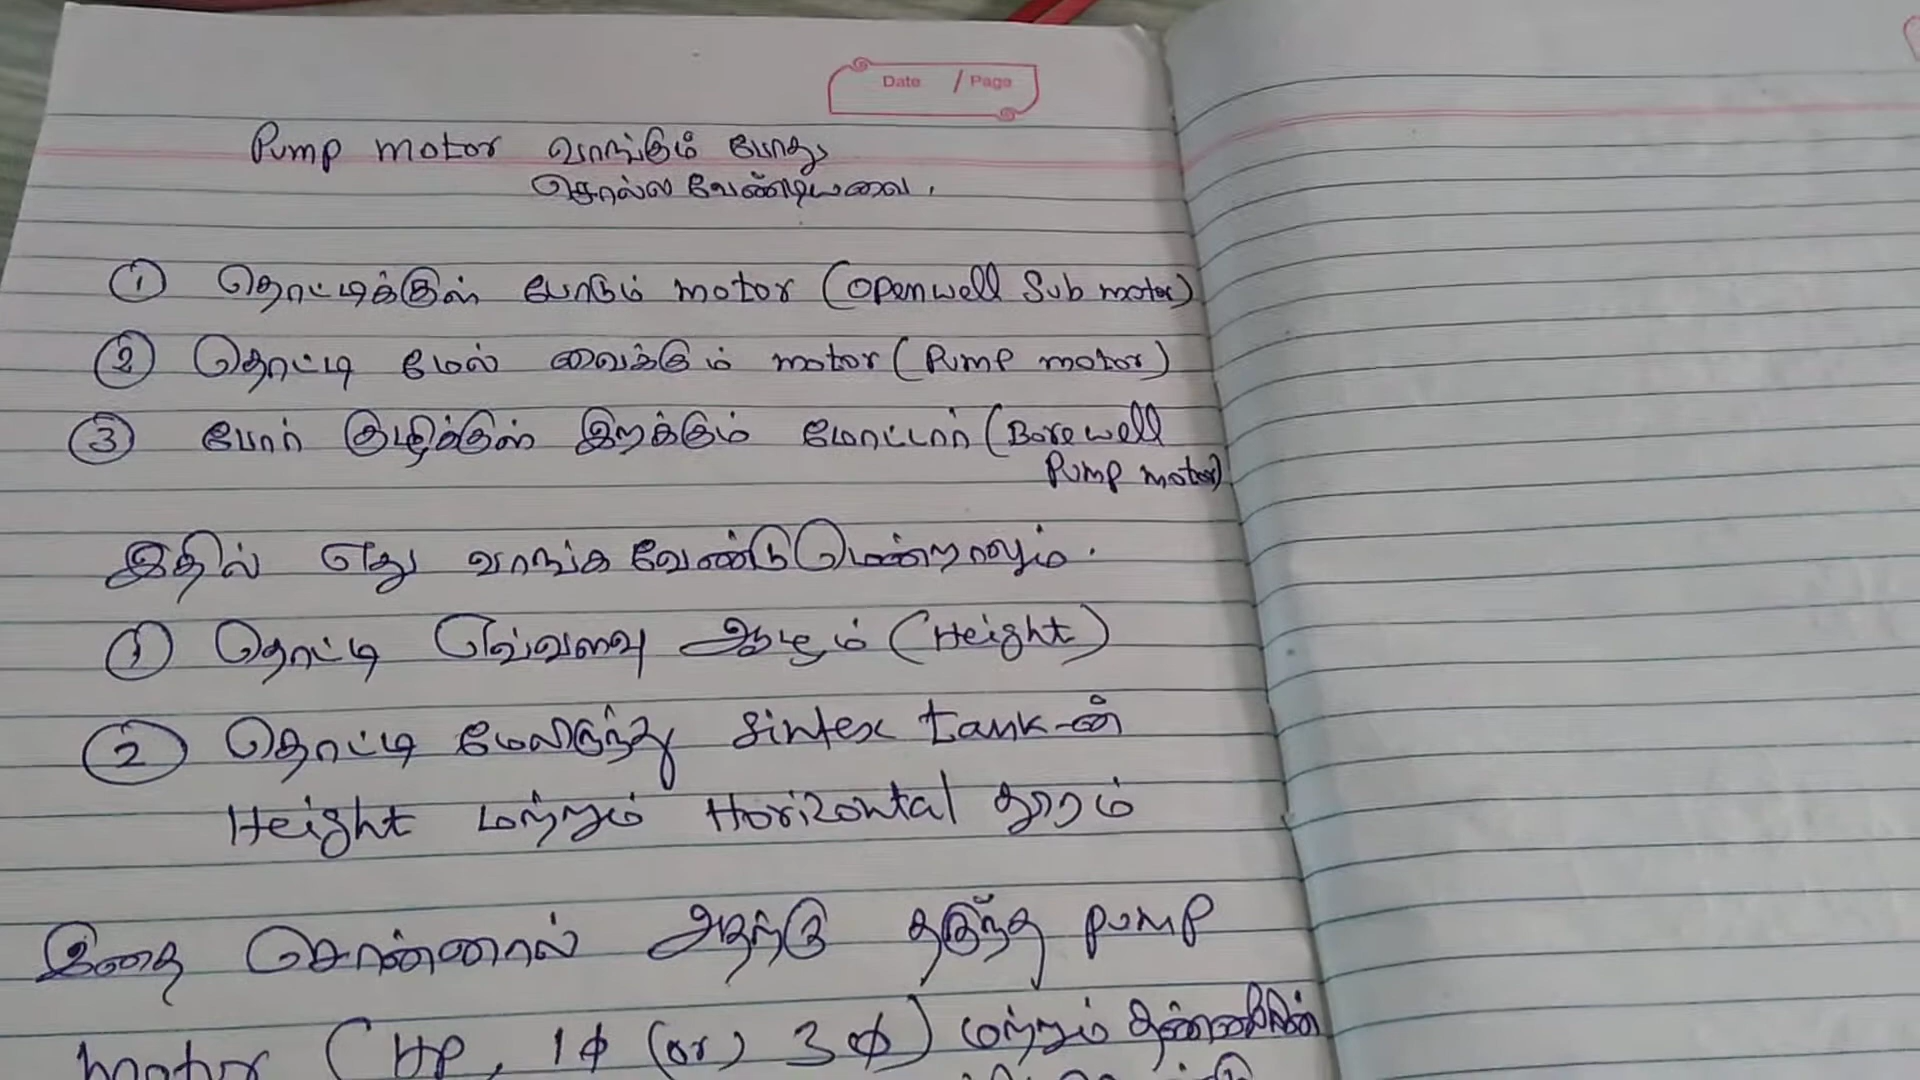 Date / Page
Pump motor வாங்கும் போது
சொல்ல வேண்டியவை.
① தொட்டிக்குள் போடும் motor (Openwell Sub motor)
② தொட்டி மேல் வைக்கும் motor (Pump motor)
③ போர் குழிக்குள் இறக்கும் மோட்டார் (Borewell
Pump motor)
இதில் எது வாங்க வேண்டுமென்றாலும்.
① தொட்டி எவ்வளவு ஆழம் (Height)
② தொட்டி மேலிருந்து Sintex tank-ன்
Height மற்றும் Horizontal தூரம்
இதை சொன்னால் அதற்கு தகுந்த pump
motor (HP, 1ϕ (or) 3ϕ) மற்றும் தண்ணீரின்